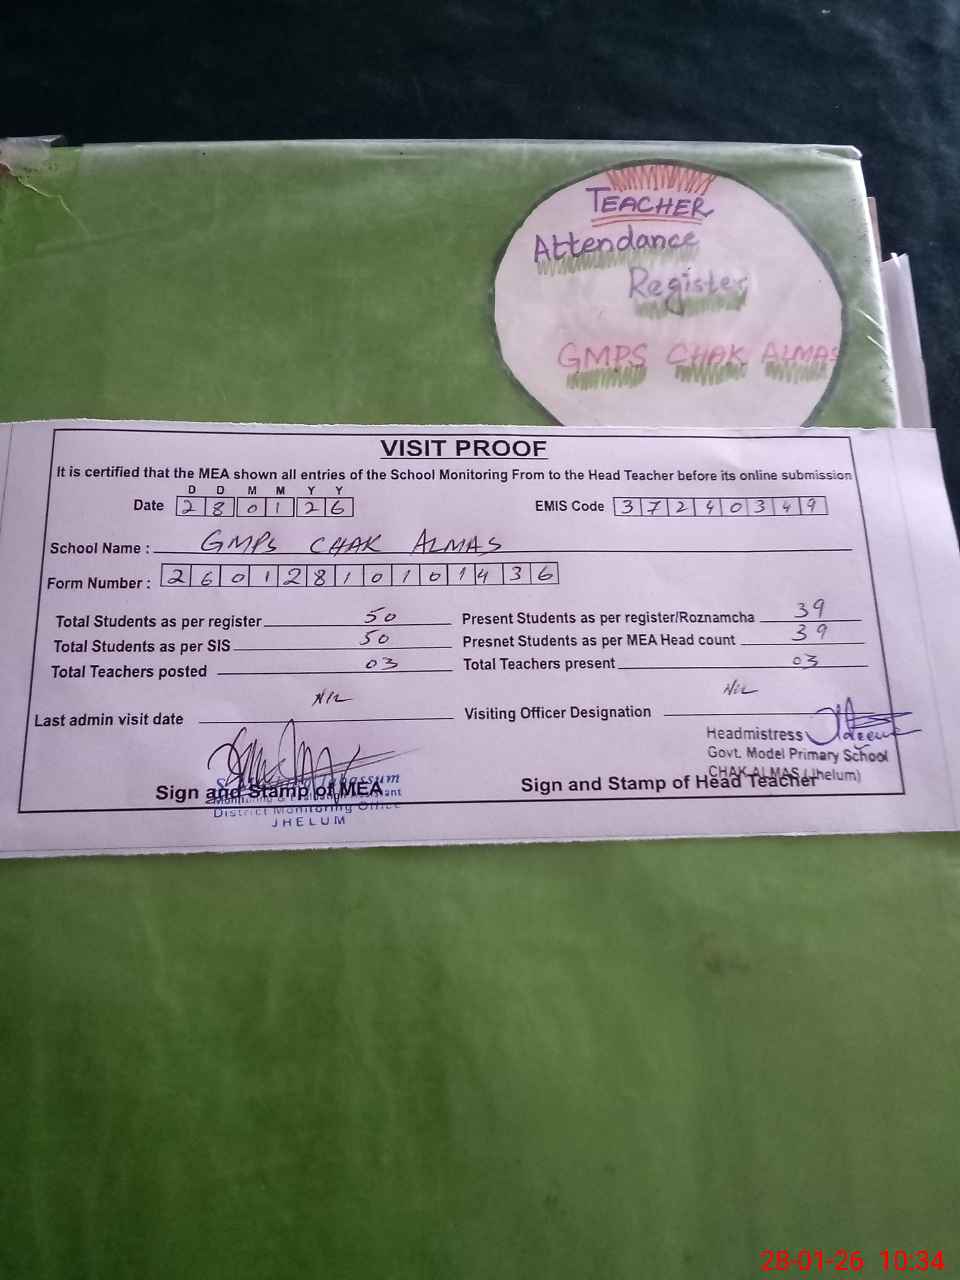 TEACHER
Attendance
Register
GMPS CHAK ALMAS
VISIT PROOF
It is certified that the MEA shown all entries of the School Monitoring From to the Head Teacher before its online submission
D D M M Y Y
Date 2 8 0 1 2 6 EMIS Code 3 7 2 4 0 3 4 9
School Name : GMPS CHAK ALMAS
Form Number : 2 6 0 1 2 8 1 0 1 0 1 4 3 6
Total Students as per register 50 Present Students as per register/Roznamcha 39
Total Students as per SIS 50 Presnet Students as per MEA Head count 39
Total Teachers posted 03 Total Teachers present 03
Last admin visit date Nil Visiting Officer Designation Nil
Headmistress
Govt. Model Primary School
CHAK ALMAS (Jhelum)
Sign and Stamp of MEA Sign and Stamp of Head Teacher
Tabassum
Monitoring & Evaluation Assistant
District Monitoring Office
JHELUM
28-01-26 10:34